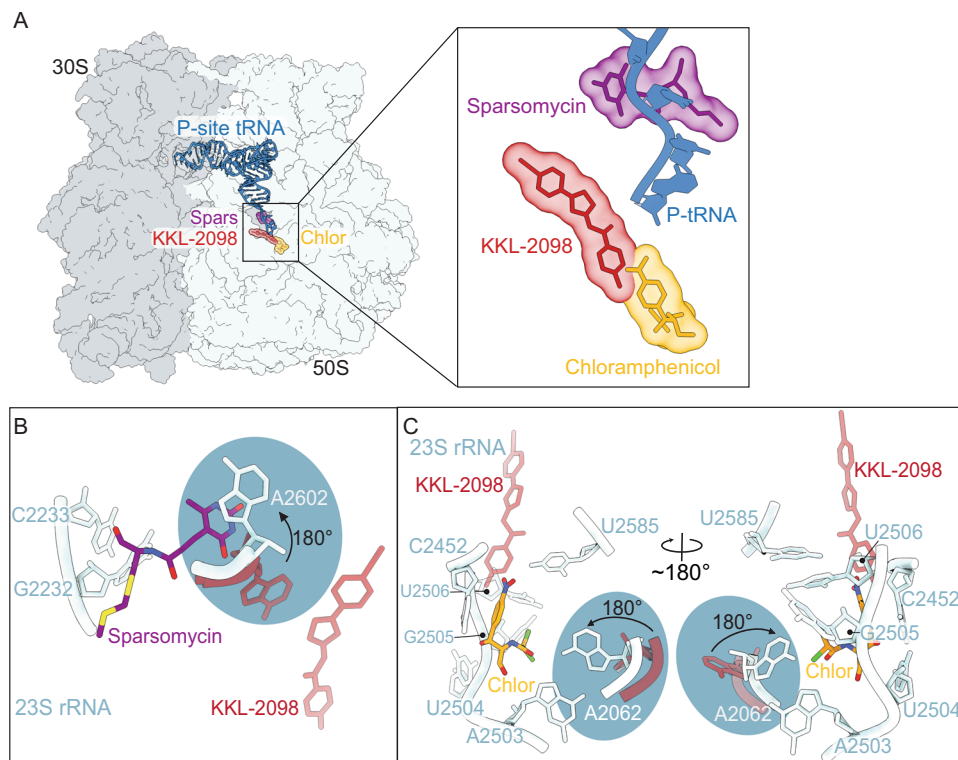 A
30S
P-site tRNA
Spars
KKL-2098
Chlor
50S
Sparsomycin
P-tRNA
KKL-2098
Chloramphenicol
B
A2602
C2233
180°
G2232
Sparsomycin
23S rRNA
KKL-2098
C
23S rRNA
KKL-2098
U2585
C2452
U2506
G2505
180°
Chlor
U2504
A2062
A2503
~180°
KKL-2098
U2585
U2506
C2452
180°
G2505
Chlor
A2062
U2504
A2503